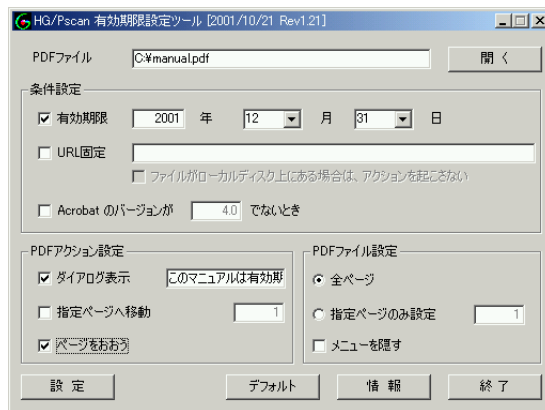 HG/Pscan 有効期限設定ツール [2001/10/21 Rev1.21]
PDFファイル C:¥manual.pdf 開く
条件設定
有効期限 2001 年 12 月 31 日
URL固定
ファイルがローカルディスク上にある場合は、アクションを起こさない
Acrobat のバージョンが 4.0 でないとき
PDFアクション設定
ダイアログ表示 このマニュアルは有効期
指定ページへ移動 1
ページをおおう
PDFファイル設定
全ページ
指定ページのみ設定 1
メニューを隠す
設 定 デフォルト 情 報 終 了